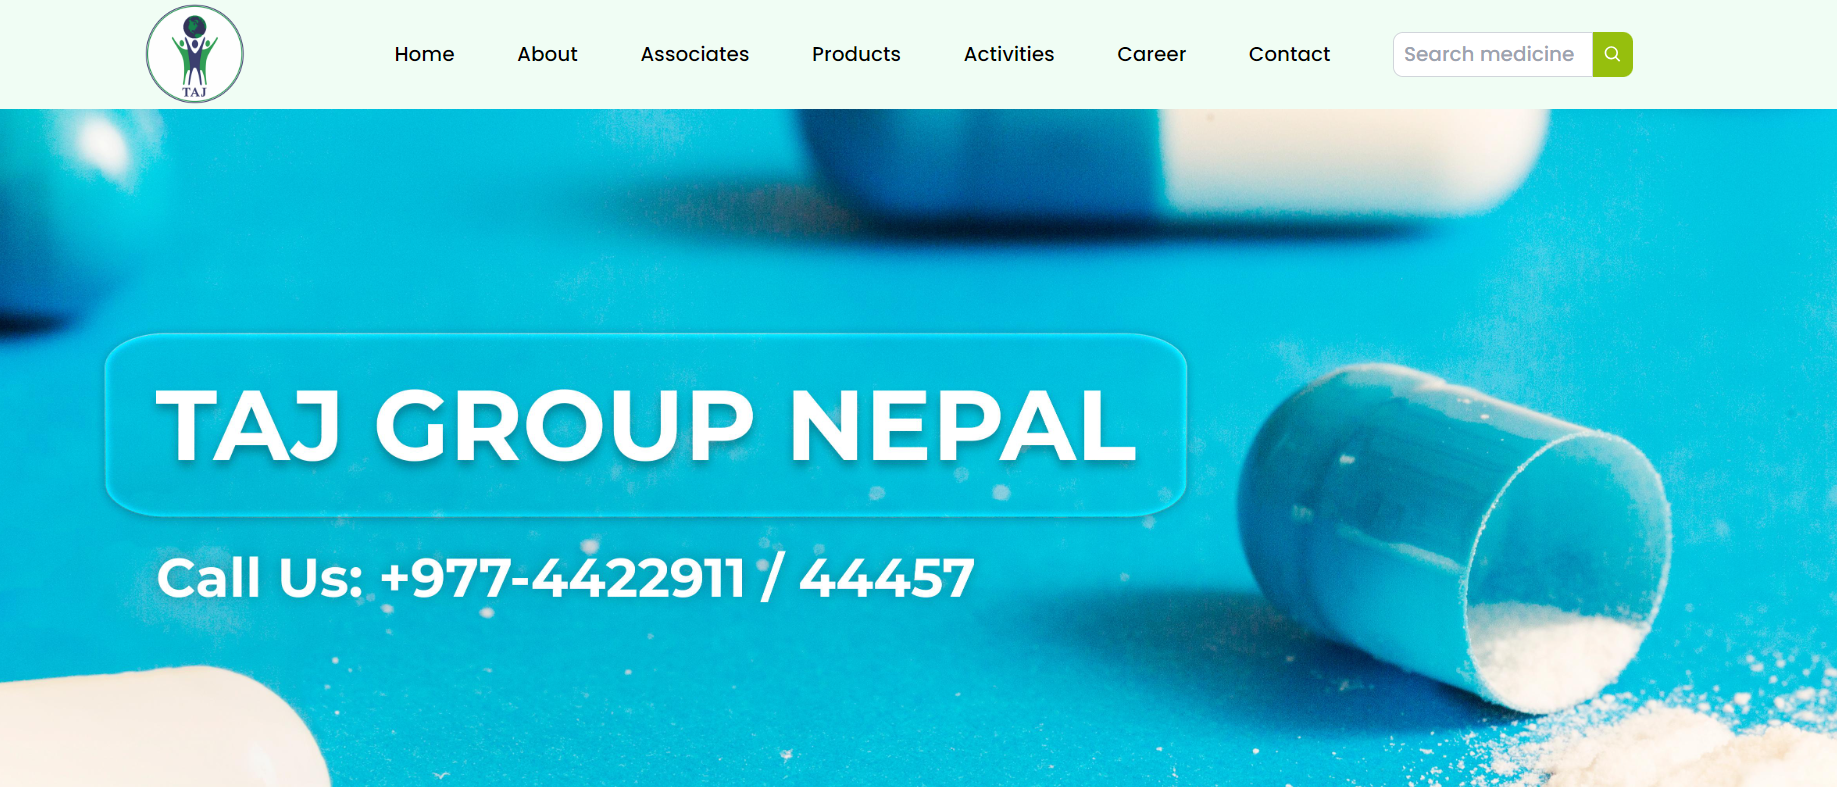 TAJ
Home About Associates Products Activities Career Contact Search medicine
TAJ GROUP NEPAL
Call Us: +977-4422911 / 44457